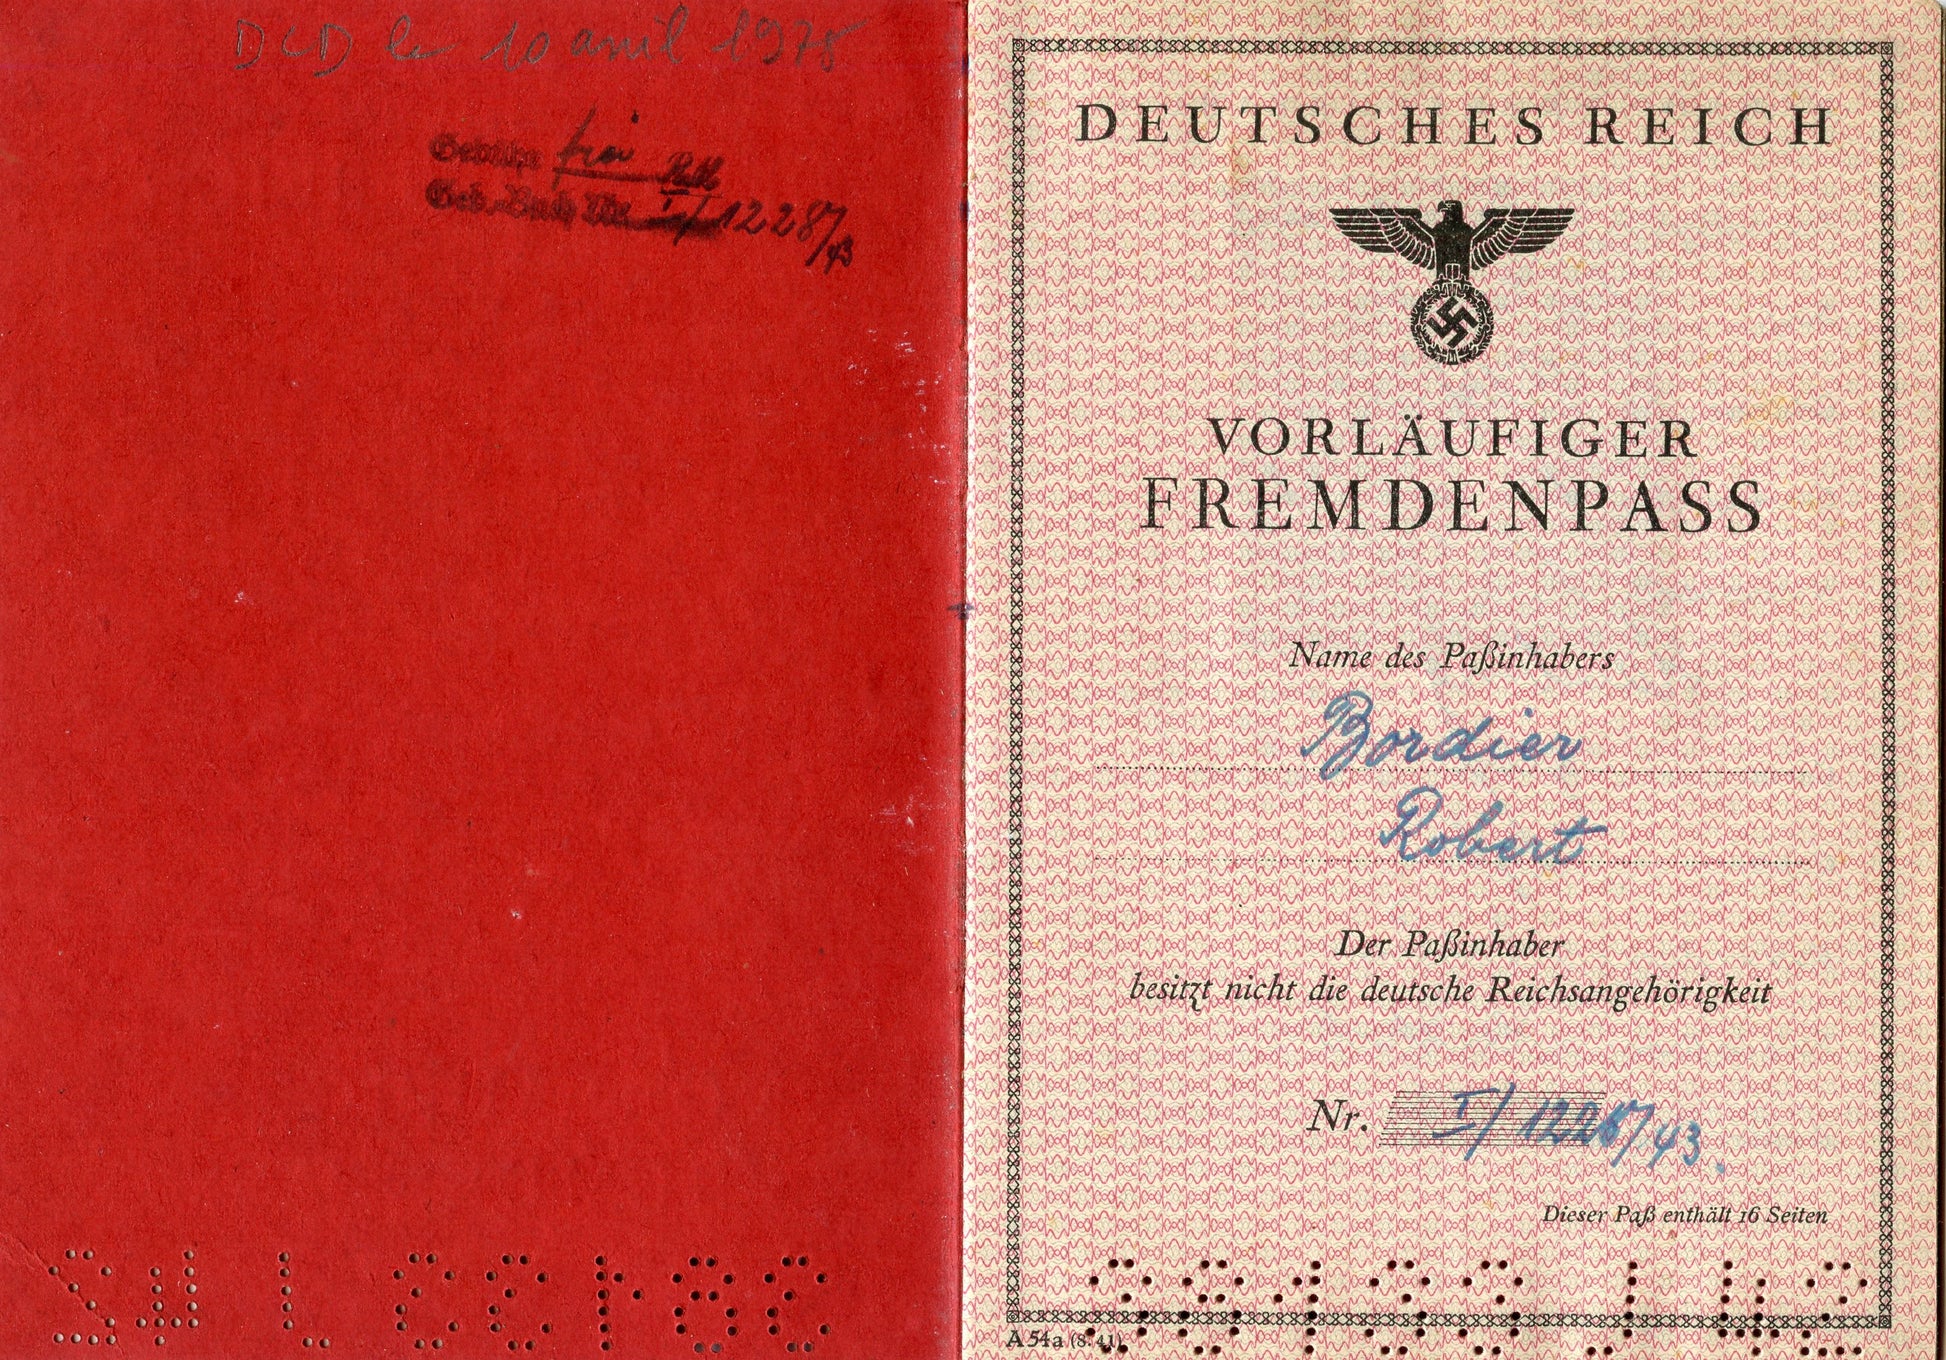 DCD le 10 avril 1975
Gebühr frei RM
Geb. Buch Nr. I/12287/43
DEUTSCHES REICH
VORLÄUFIGER
FREMDENPASS
Name des Paßinhabers
Bordier
Robert
Der Paßinhaber
besitzt nicht die deutsche Reichsangehörigkeit
Nr. I/12287/43.
Dieser Paß enthält 16 Seiten
A 54a (8. 41)